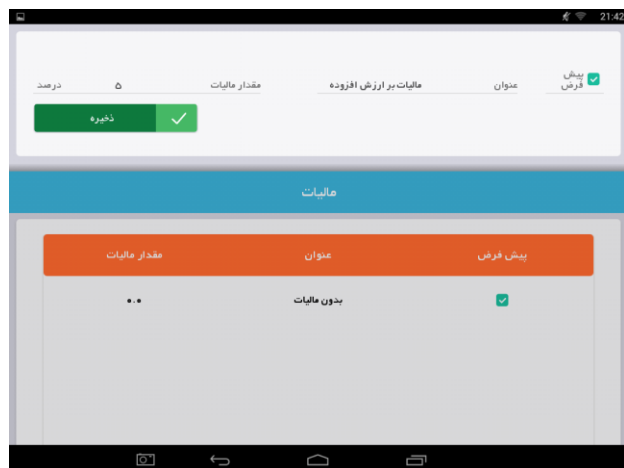 21:42
پیش فرض عنوان مالیات بر ارزش افزوده مقدار مالیات ۵ درصد
ذخیره
مالیات
پیش فرض عنوان مقدار مالیات
بدون مالیات ۰.۰